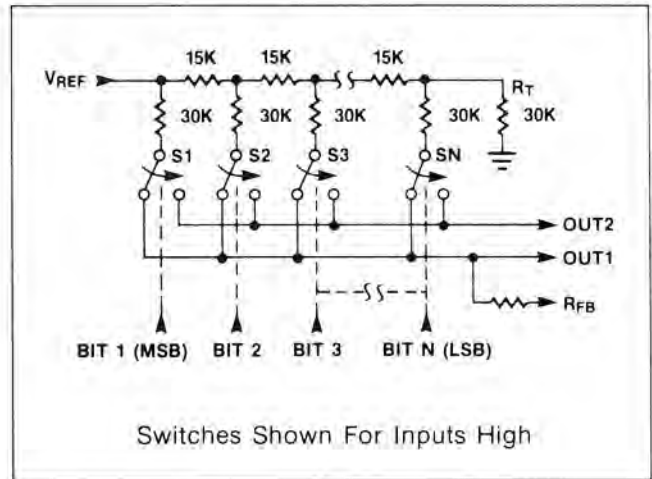 15K 15K 15K
VREF RT
30K 30K 30K 30K 30K
S1 S2 S3 SN
OUT2
OUT1
RFB
BIT 1 (MSB) BIT 2 BIT 3 BIT N (LSB)
Switches Shown For Inputs High